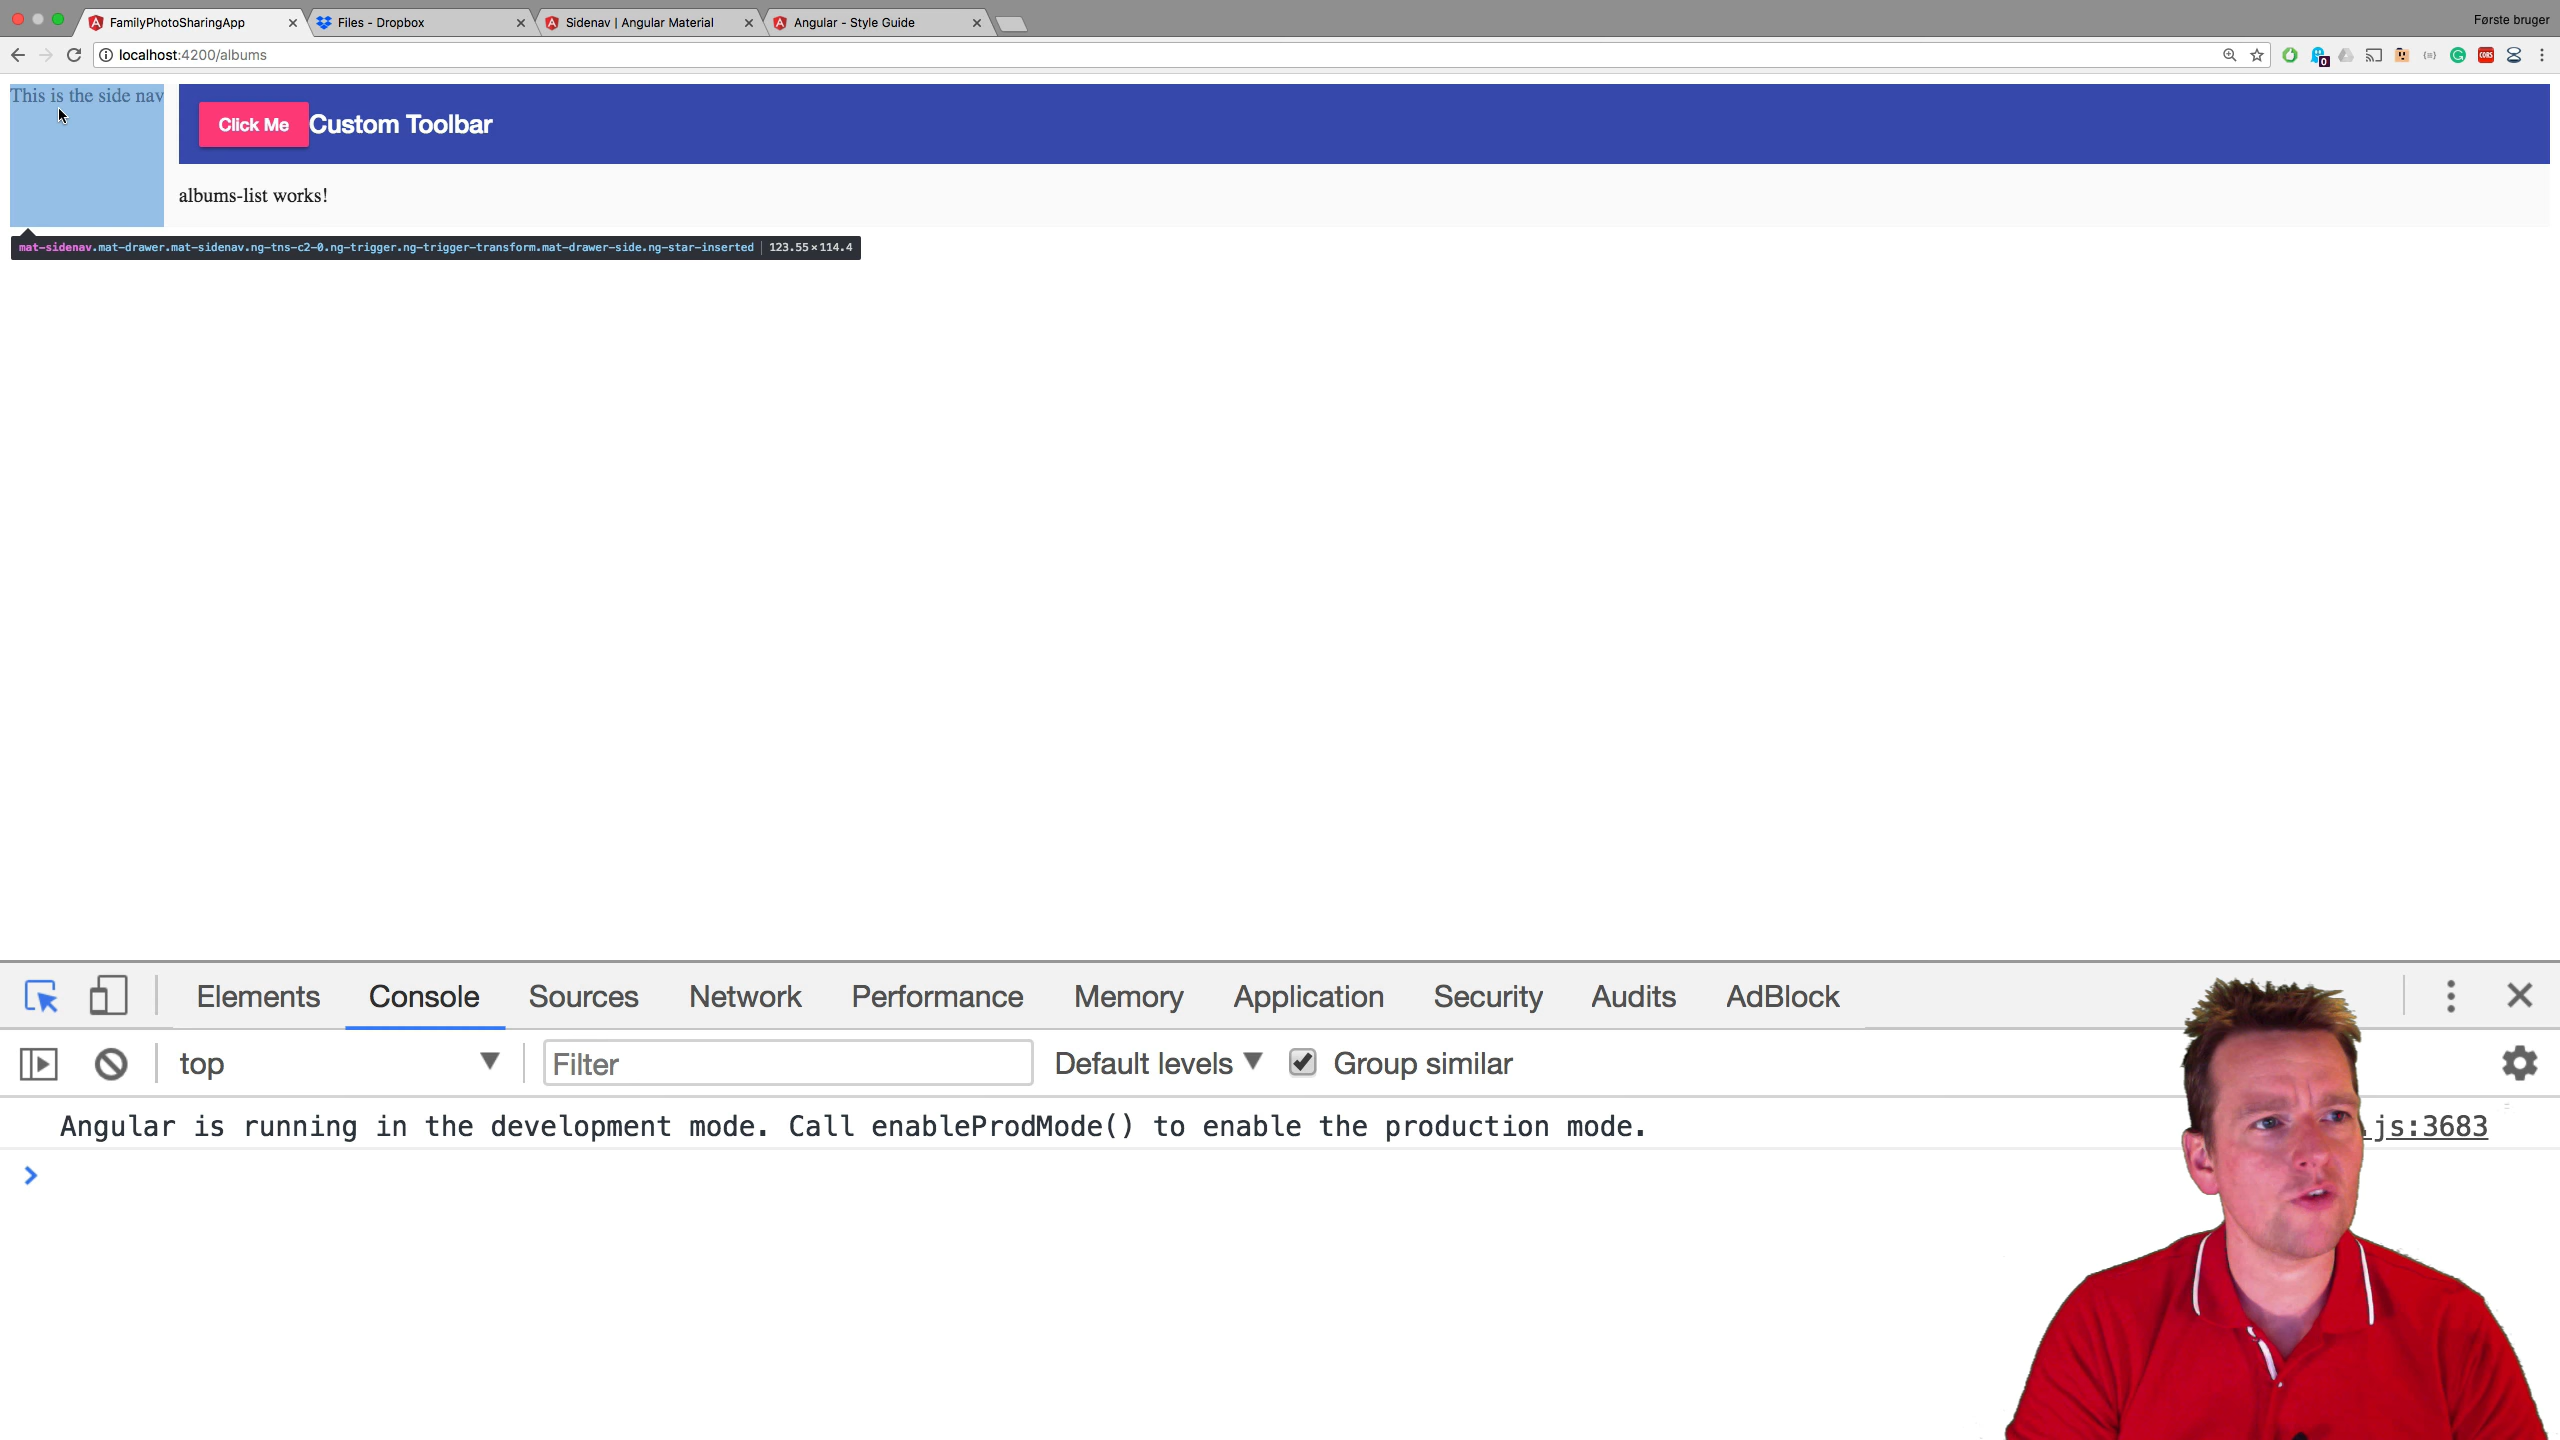 FamilyPhotoSharingApp
Files - Dropbox
Sidenav | Angular Material
Angular - Style Guide
Første bruger
localhost:4200/albums
0
CORS
This is the side nav
Click Me
Custom Toolbar
albums-list works!
mat-sidenav.mat-drawer.mat-sidenav.ng-tns-c2-0.ng-trigger.ng-trigger-transform.mat-drawer-side.ng-star-inserted | 123.55×114.4
Elements Console Sources Network Performance Memory Application Security Audits AdBlock
top
Filter
Default levels
Group similar
Angular is running in the development mode. Call enableProdMode() to enable the production mode.
.js:3683